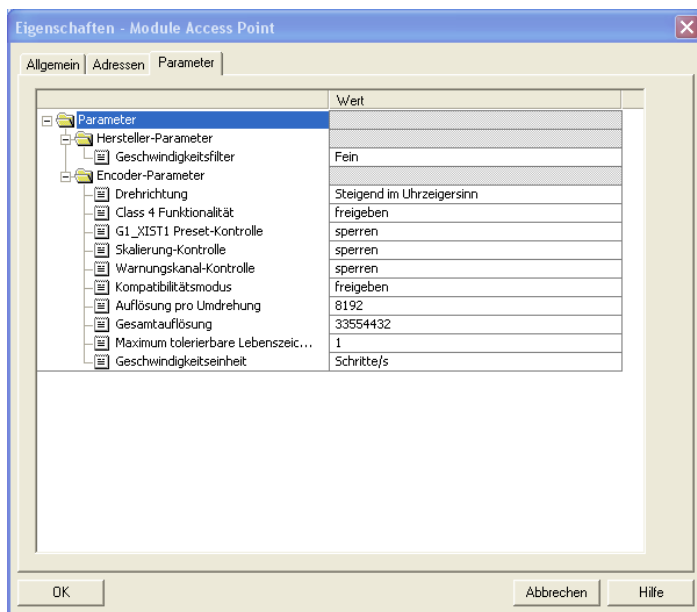 Eigenschaften - Module Access Point
Allgemein Adressen Parameter
Wert
Parameter
Hersteller-Parameter
Geschwindigkeitsfilter Fein
Encoder-Parameter
Drehrichtung Steigend im Uhrzeigersinn
Class 4 Funktionalität freigeben
G1_XIST1 Preset-Kontrolle sperren
Skalierung-Kontrolle sperren
Warnungskanal-Kontrolle sperren
Kompatibilitätsmodus freigeben
Auflösung pro Umdrehung 8192
Gesamtauflösung 33554432
Maximum tolerierbare Lebenszeic... 1
Geschwindigkeitseinheit Schritte/s
OK Abbrechen Hilfe